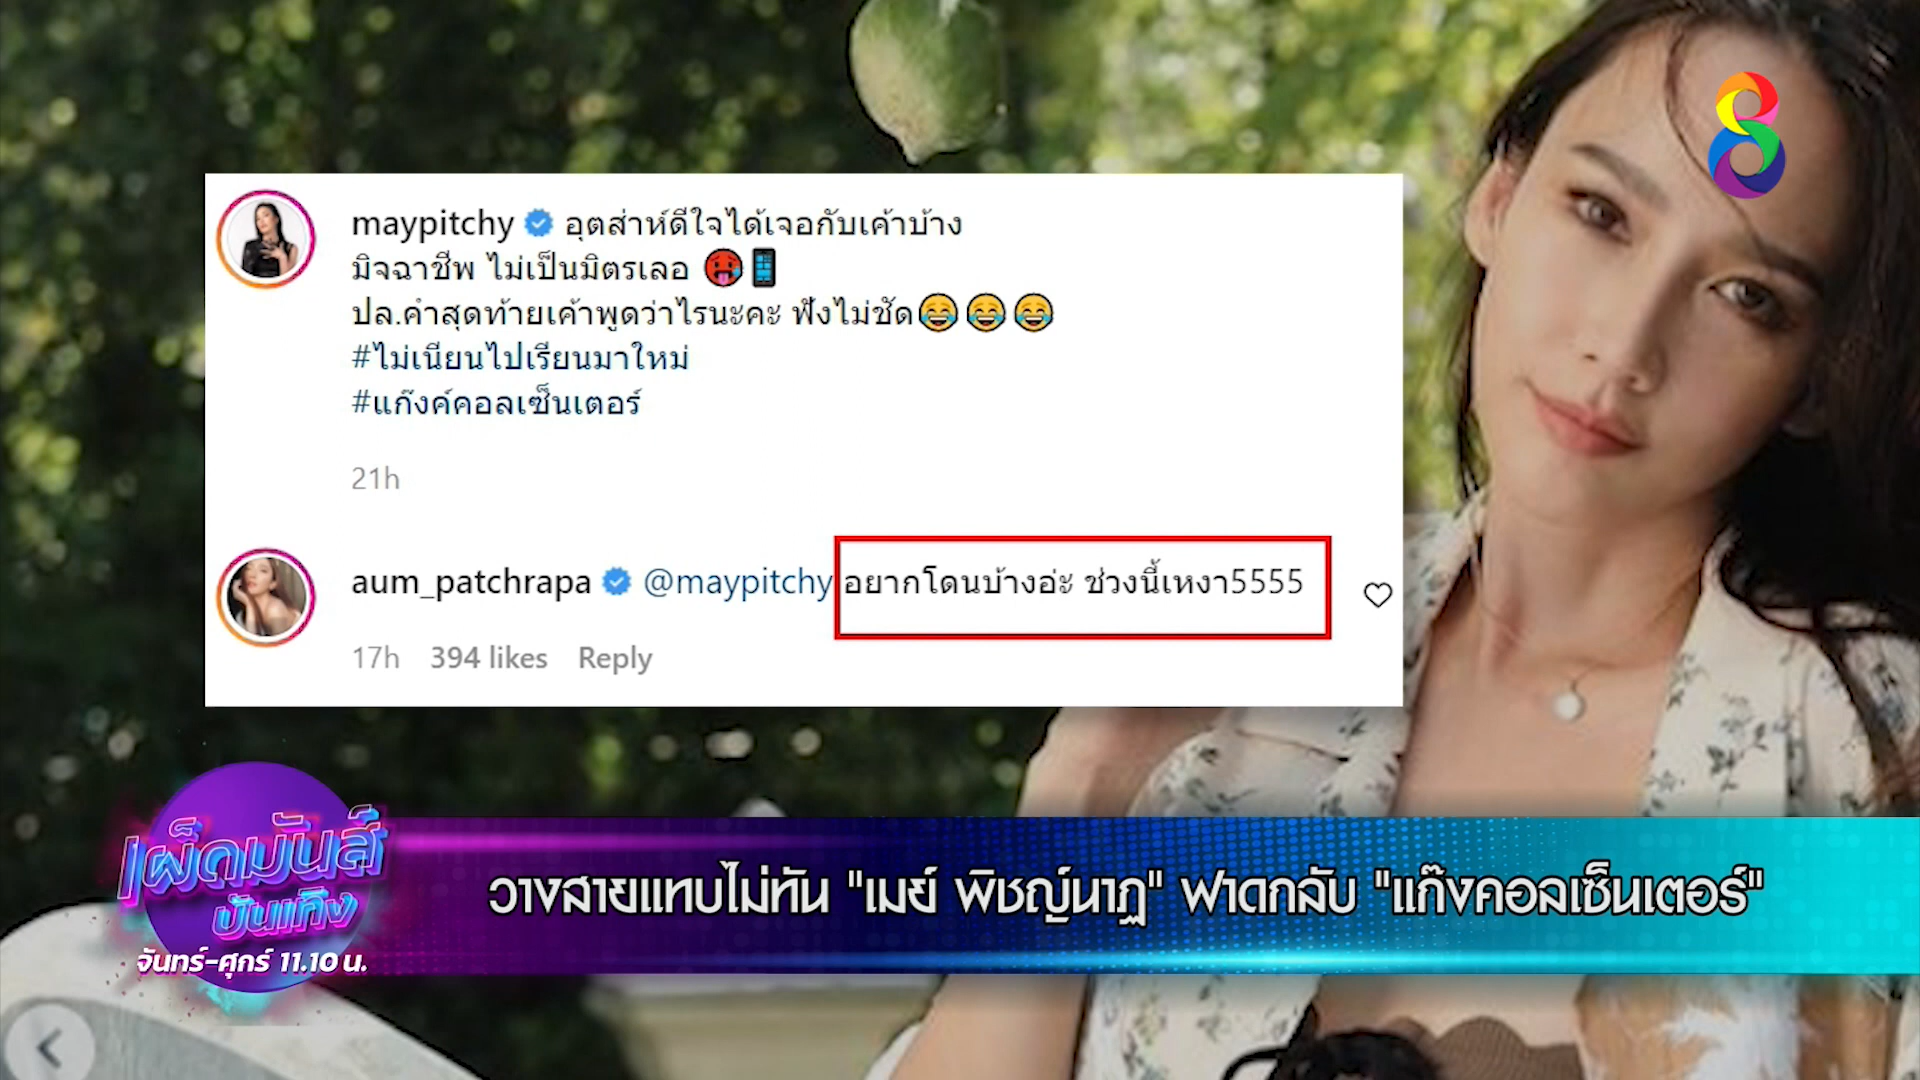 8
maypitchy อุตส่าห์ดีใจได้เจอกับเค้าบ้าง
มิจฉาชีพ ไม่เป็นมิตรเลอ 🥵📱
ปล.คำสุดท้ายเค้าพูดว่าไรนะคะ ฟังไม่ชัด😂😂😂
#ไม่เนียนไปเรียนมาใหม่
#แก๊งค์คอลเซ็นเตอร์
21h
aum_patchrapa @maypitchy อยากโดนบ้างอ่ะ ช่วงนี้เหงา5555
17h 394 likes Reply
เผ็ดมันส์
บันเทิง
จันทร์-ศุกร์ 11.10 น.
วางสายแทบไม่ทัน "เมย์ พิชญ์นาฏ" ฟาดกลับ "แก๊งคอลเซ็นเตอร์"